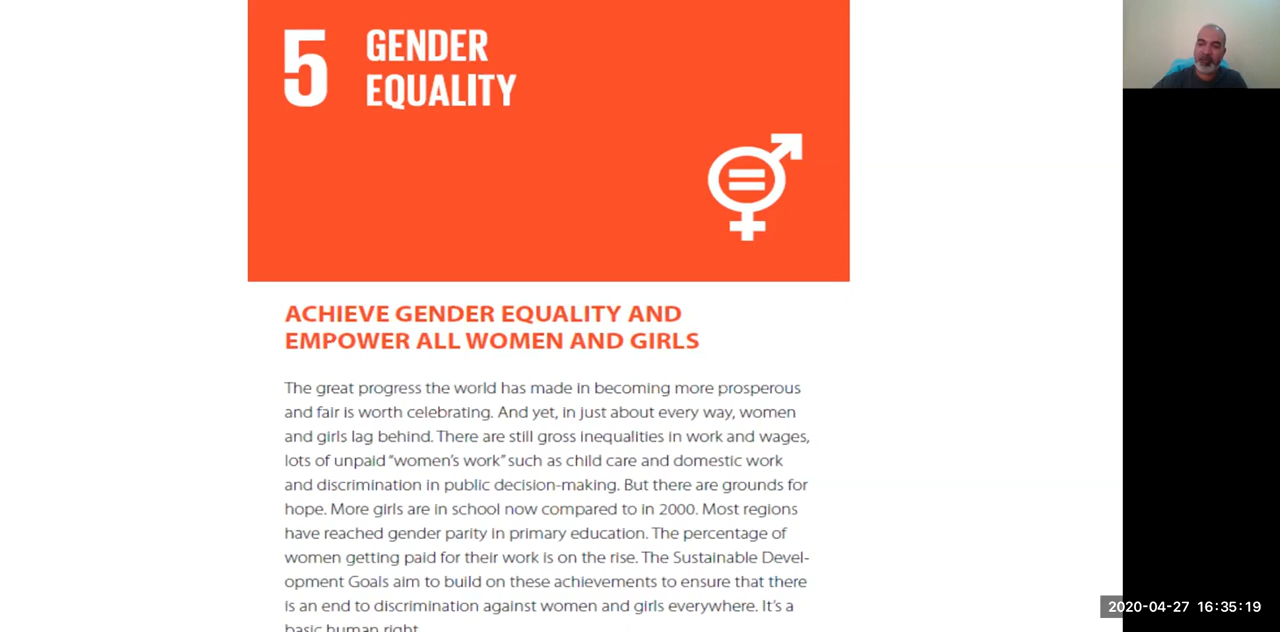 5
GENDER
EQUALITY
ACHIEVE GENDER EQUALITY AND
EMPOWER ALL WOMEN AND GIRLS
The great progress the world has made in becoming more prosperous
and fair is worth celebrating. And yet, in just about every way, women
and girls lag behind. There are still gross inequalities in work and wages,
lots of unpaid “women’s work” such as child care and domestic work
and discrimination in public decision-making. But there are grounds for
hope. More girls are in school now compared to in 2000. Most regions
have reached gender parity in primary education. The percentage of
women getting paid for their work is on the rise. The Sustainable Devel-
opment Goals aim to build on these achievements to ensure that there
is an end to discrimination against women and girls everywhere. It’s a
basic human right.
2020-04-27 16:35:19